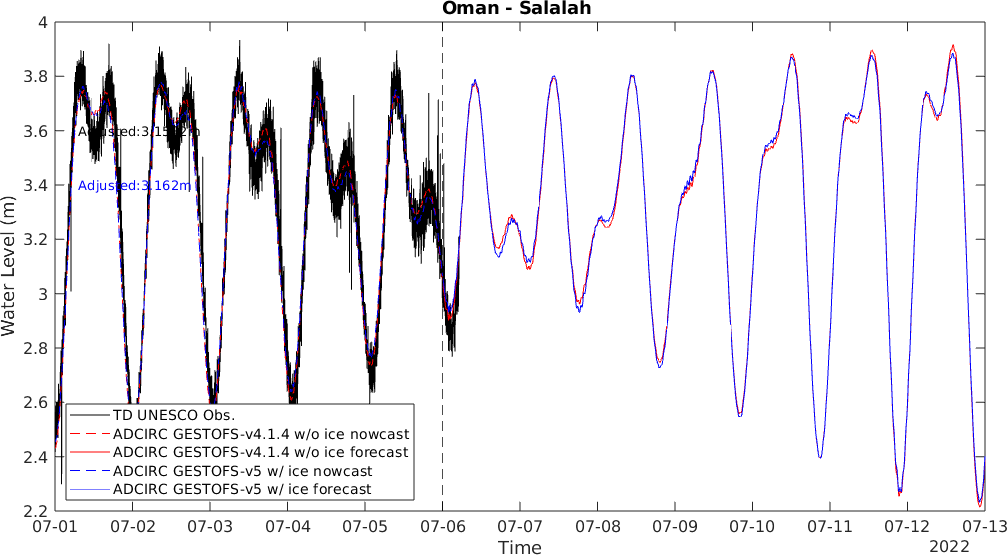 Oman - Salalah
Water Level (m)
4
3.8
3.6
3.4
3.2
3
2.8
2.6
2.4
2.2
Adjusted:3.162m
TD UNESCO Obs.
ADCIRC GESTOFS-v4.1.4 w/o ice nowcast
ADCIRC GESTOFS-v4.1.4 w/o ice forecast
ADCIRC GESTOFS-v5 w/ ice nowcast
ADCIRC GESTOFS-v5 w/ ice forecast
07-01 07-02 07-03 07-04 07-05 07-06 07-07 07-08 07-09 07-10 07-11 07-12 07-13
Time
2022